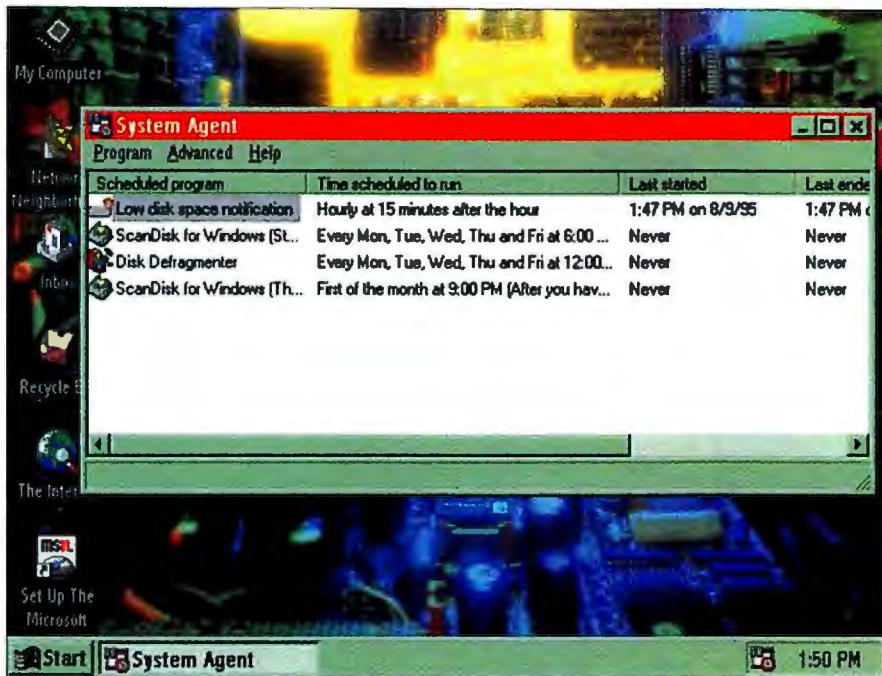 My Computer
System Agent
Program Advanced Help
Scheduled program Time scheduled to run Last started Last ende
Low disk space notification Hourly at 15 minutes after the hour 1:47 PM on 8/9/95 1:47 PM
ScanDisk for Windows (St... Every Mon, Tue, Wed, Thu and Fri at 6:00 ... Never Never
Disk Defragmenter Every Mon, Tue, Wed, Thu and Fri at 12:00... Never Never
ScanDisk for Windows (Th... First of the month at 9:00 PM (After you hav... Never Never
Inbox
Recycle B
The Inter
msn
Set Up The
Microsoft
Start System Agent 1:50 PM